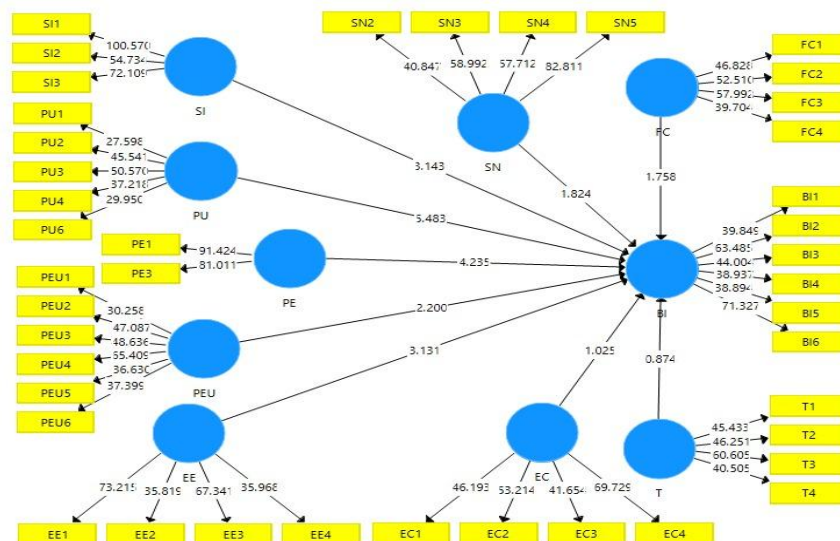 SI1
SI2
SI3
100.570
54.734
72.109
SI
SN2
SN3
SN4
SN5
40.847
58.992
57.712
82.811
SN
FC1
FC2
FC3
FC4
46.828
52.510
57.992
39.704
FC
PU1
PU2
PU3
PU4
PU6
27.598
45.541
50.570
37.218
29.950
PU
3.143
1.824
1.758
5.483
PE1
PE3
91.424
81.011
PE
4.235
BI1
BI2
BI3
BI4
BI5
BI6
39.849
63.485
44.004
38.937
38.894
71.327
BI
PEU1
PEU2
PEU3
PEU4
PEU5
PEU6
30.258
47.087
48.636
55.409
36.630
37.399
PEU
2.200
3.131
1.025
0.874
EE
73.215
35.819
67.341
35.968
EE1
EE2
EE3
EE4
EC
46.193
53.214
41.654
69.729
EC1
EC2
EC3
EC4
T
45.433
46.251
60.605
40.505
T1
T2
T3
T4